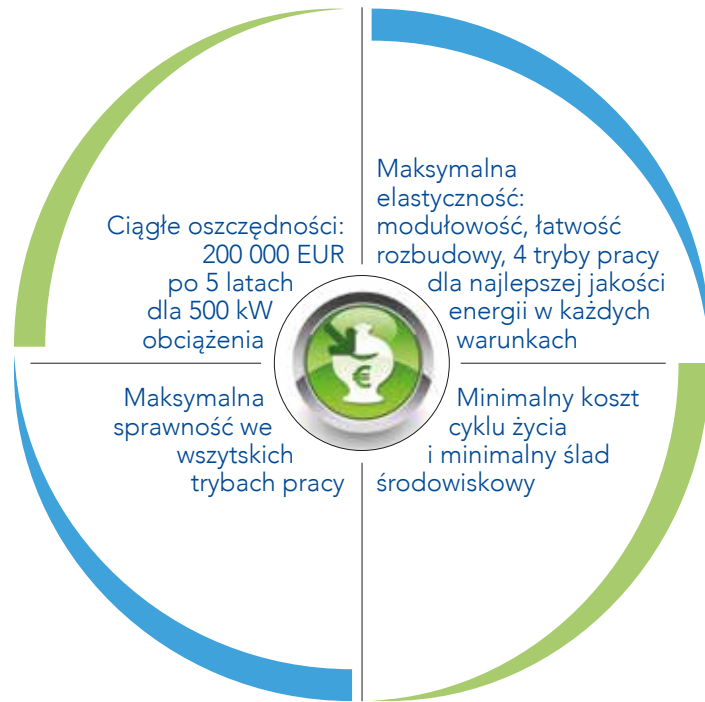 Ciągłe oszczędności:
200 000 EUR
po 5 latach
dla 500 kW
obciążenia
Maksymalna
elastyczność:
modułowość, łatwość
rozbudowy, 4 tryby pracy
dla najlepszej jakości
energii w każdych
warunkach
€
Maksymalna
sprawność we
wszytskich
trybach pracy
Minimalny koszt
cyklu życia
i minimalny ślad
środowiskowy